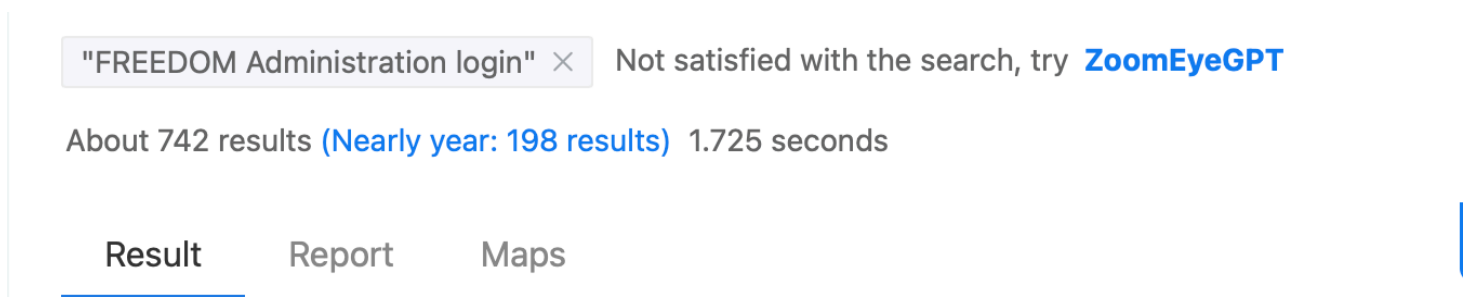 "FREEDOM Administration login" × Not satisfied with the search, try ZoomEyeGPT
About 742 results (Nearly year: 198 results) 1.725 seconds
Result Report Maps